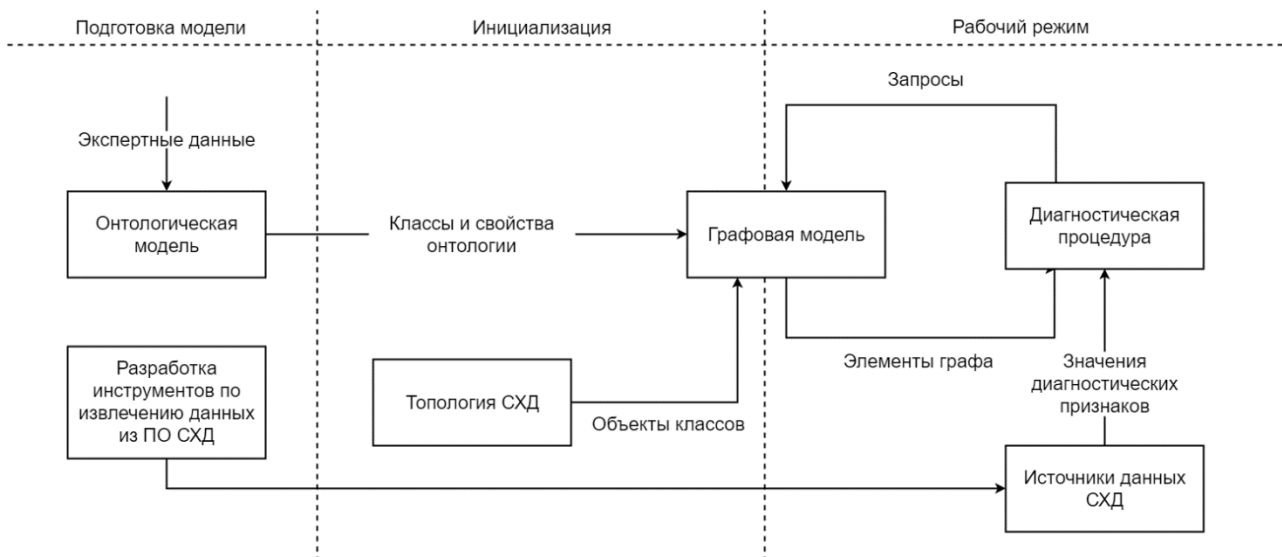 Подготовка модели
Инициализация
Рабочий режим
Запросы
Экспертные данные
Онтологическая
модель
Классы и свойства
онтологии
Графовая модель
Диагностическая
процедура
Разработка
инструментов по
извлечению данных
из ПО СХД
Топология СХД
Объекты классов
Элементы графа
Значения
диагностических
признаков
Источники данных
СХД